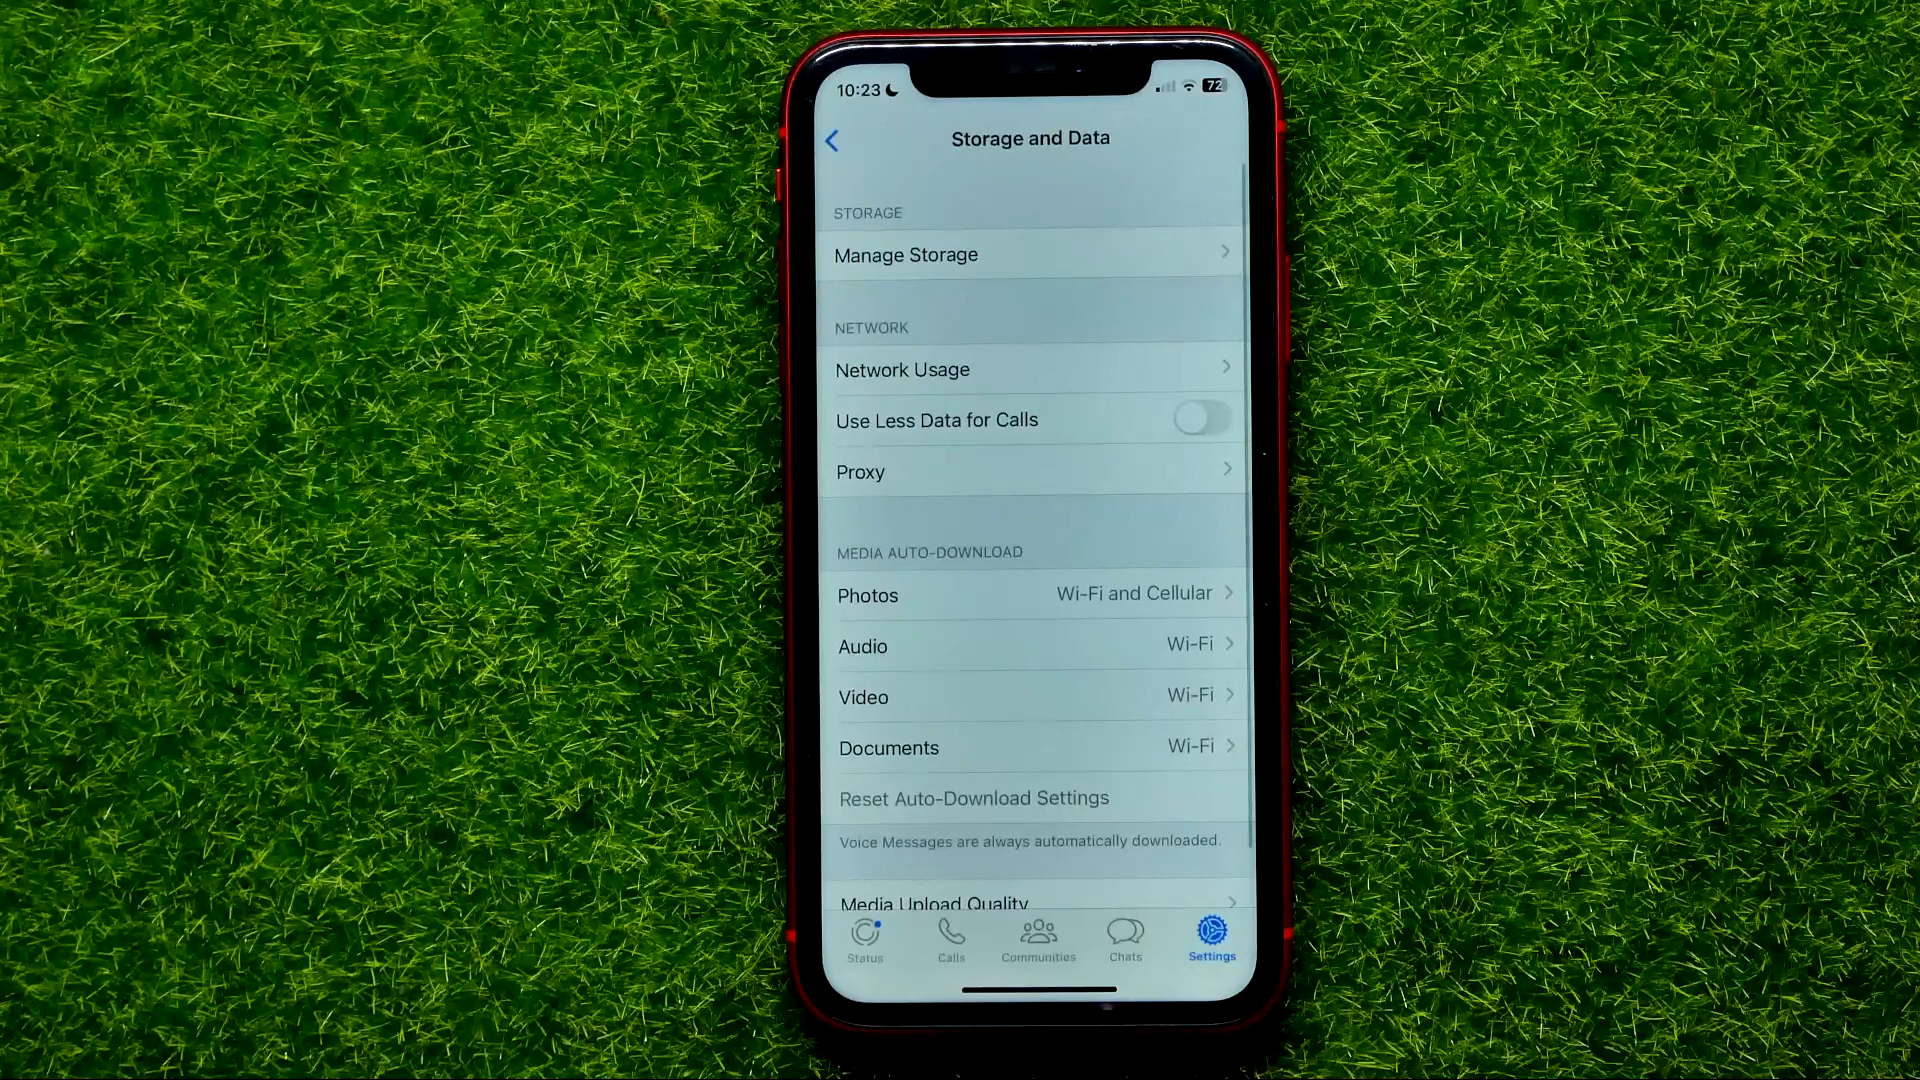 10:23
72
Storage and Data
STORAGE
Manage Storage
NETWORK
Network Usage
Use Less Data for Calls
Proxy
MEDIA AUTO-DOWNLOAD
Photos Wi-Fi and Cellular
Audio Wi-Fi
Video Wi-Fi
Documents Wi-Fi
Reset Auto-Download Settings
Voice Messages are always automatically downloaded.
Media Upload Quality
Status Calls Communities Chats Settings